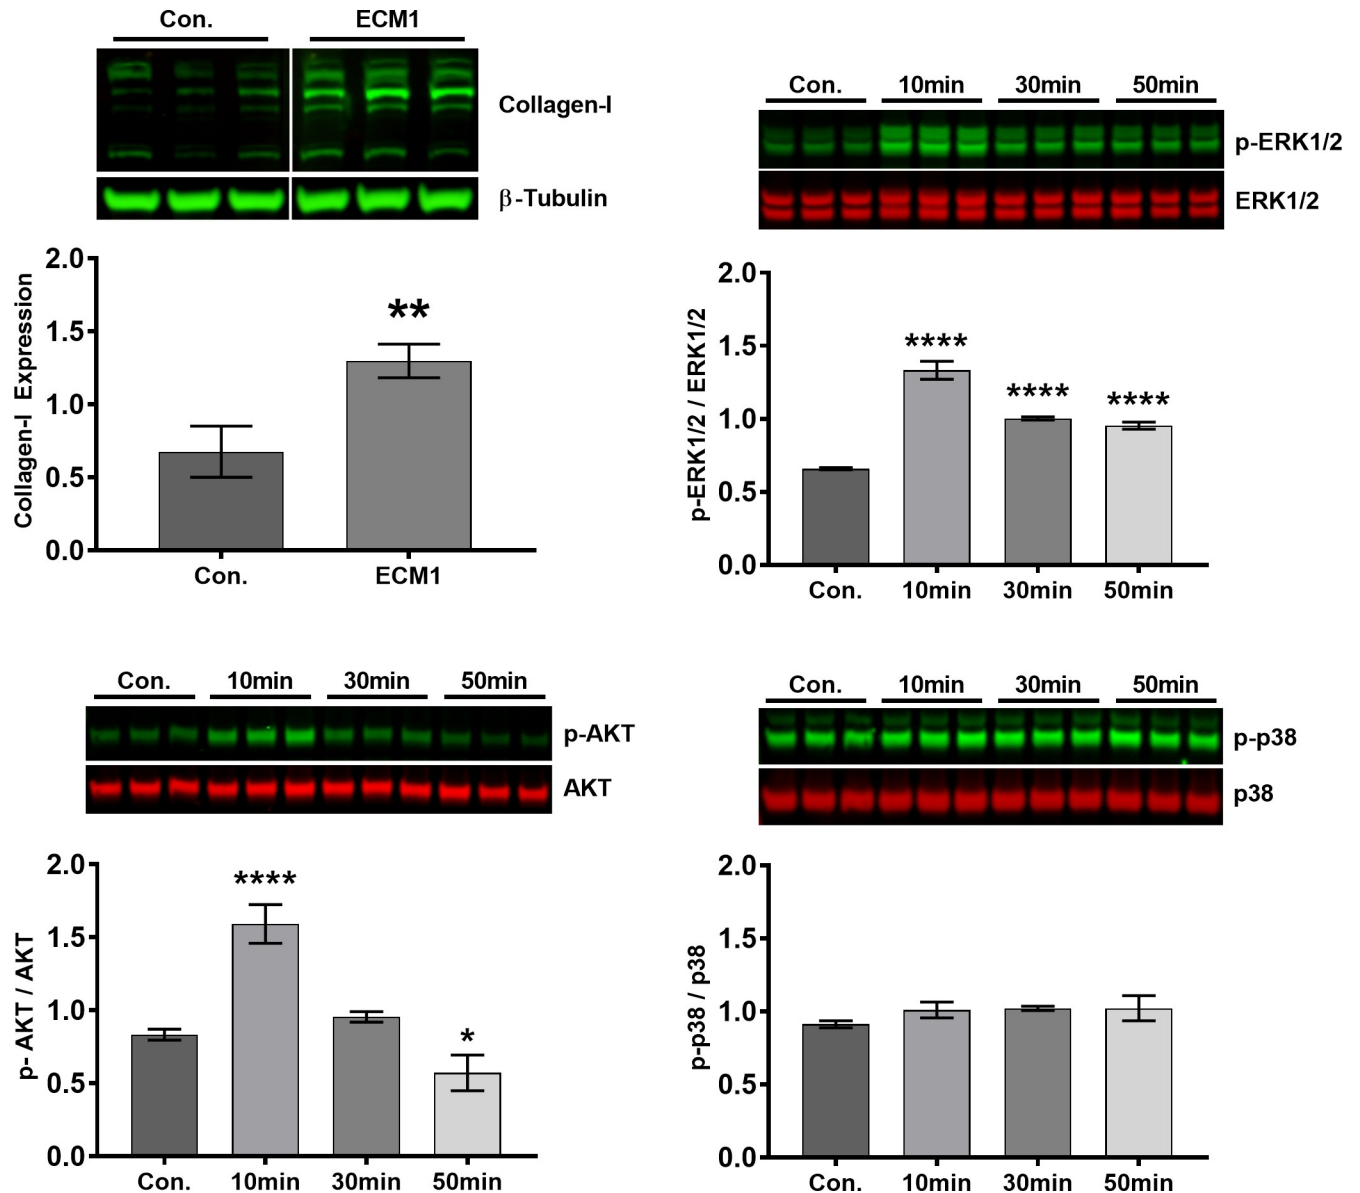 Con. ECM1
Collagen-I
β-Tubulin
Collagen-I Expression
2.0
1.5
**
1.0
0.5
0.0
Con. ECM1
Con. 10min 30min 50min
p-ERK1/2
ERK1/2
p-ERK1/2 / ERK1/2
2.0
1.5
****
****
****
1.0
0.5
0.0
Con. 10min 30min 50min
Con. 10min 30min 50min
p-AKT
AKT
p- AKT / AKT
2.0
****
1.5
1.0
*
0.5
0.0
Con. 10min 30min 50min
Con. 10min 30min 50min
p-p38
p38
p-p38 / p38
2.0
1.5
1.0
0.5
0.0
Con. 10min 30min 50min